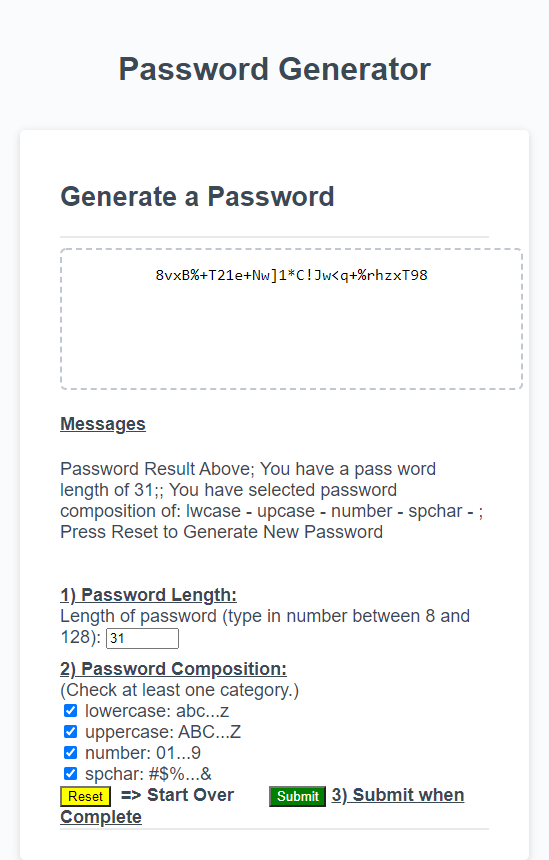 Password Generator
Generate a Password
8vxB%+T21e+Nw]1*C!Jw<q+%rhzxT98
Messages
Password Result Above; You have a pass word
length of 31;; You have selected password
composition of: lwcase - upcase - number - spchar - ;
Press Reset to Generate New Password
1) Password Length:
Length of password (type in number between 8 and
128): 31
2) Password Composition:
(Check at least one category.)
lowercase: abc...z
uppercase: ABC...Z
number: 01...9
spchar: #$%...&
Reset => Start Over Submit 3) Submit when
Complete